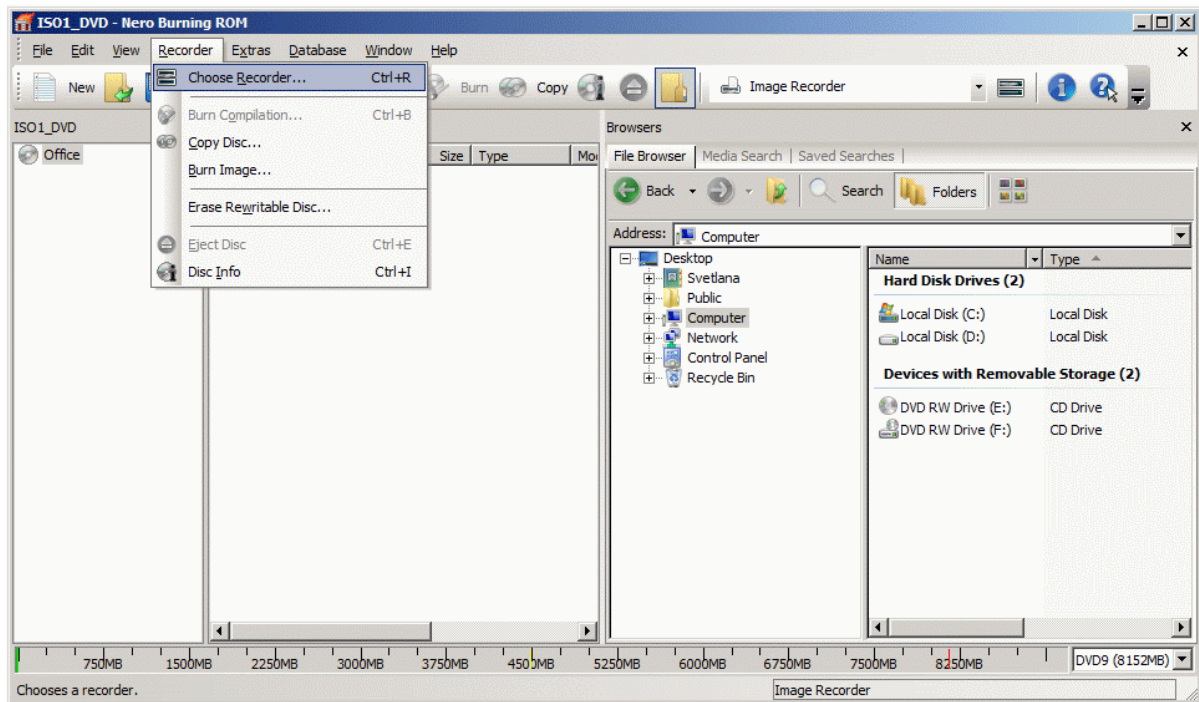 ISO1_DVD - Nero Burning ROM
File Edit View Recorder Extras Database Window Help
New Burn Copy Image Recorder
Choose Recorder... Ctrl+R
Burn Compilation... Ctrl+B
Copy Disc...
Burn Image...
Erase Rewritable Disc...
Eject Disc Ctrl+E
Disc Info Ctrl+I
ISO1_DVD
Office
Size Type
Browsers
File Browser Media Search Saved Searches
Back Search Folders
Address: Computer
Desktop
Svetlana
Public
Computer
Network
Control Panel
Recycle Bin
Name Type
Hard Disk Drives (2)
Local Disk (C:) Local Disk
Local Disk (D:) Local Disk
Devices with Removable Storage (2)
DVD RW Drive (E:) CD Drive
DVD RW Drive (F:) CD Drive
750MB 1500MB 2250MB 3000MB 3750MB 4500MB 5250MB 6000MB 6750MB 7500MB 8250MB DVD9 (8152MB)
Chooses a recorder. Image Recorder